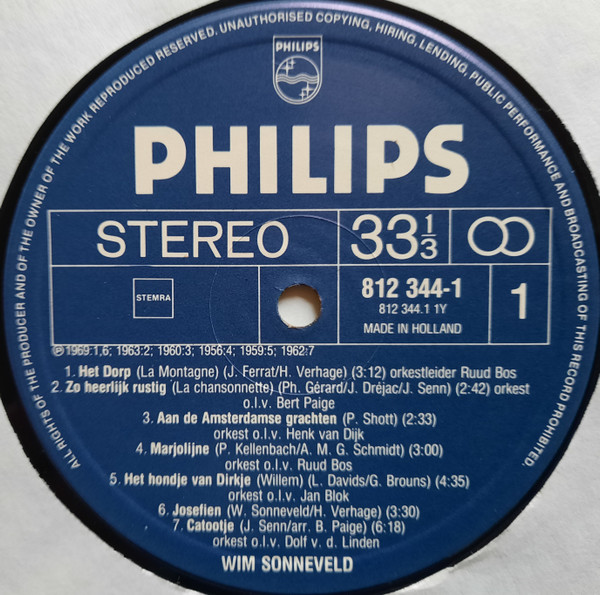 ALL RIGHTS OF THE PRODUCER AND OF THE OWNER OF THE WORK REPRODUCED RESERVED. UNAUTHORISED COPYING, HIRING, LENDING, PUBLIC PERFORMANCE AND BROADCASTING OF THIS RECORD PROHIBITED.
PHILIPS
PHILIPS
STEREO 33 1/3
STEMRA
812 344-1
812 344.1 1Y
MADE IN HOLLAND
1
℗1969:1,6; 1963:2; 1960:3; 1956:4; 1959:5; 1962:7
1. Het Dorp (La Montagne) (J. Ferrat/H. Verhage) (3:12) orkestleider Ruud Bos
2. Zo heerlijk rustig (La chansonnette) (Ph. Gérard/J. Dréjac/J. Senn) (2:42) orkest
o.l.v. Bert Paige
3. Aan de Amsterdamse grachten (P. Shott) (2:33)
orkest o.l.v. Henk van Dijk
4. Marjolijne (P. Kellenbach/A. M. G. Schmidt) (3:00)
orkest o.l.v. Ruud Bos
5. Het hondje van Dirkje (Willem) (L. Davids/G. Brouns) (4:35)
orkest o.l.v. Jan Blok
6. Josefien (W. Sonneveld/H. Verhage) (3:30)
7. Catootje (J. Senn/arr. B. Paige) (6:18)
orkest o.l.v. Dolf v. d. Linden
WIM SONNEVELD